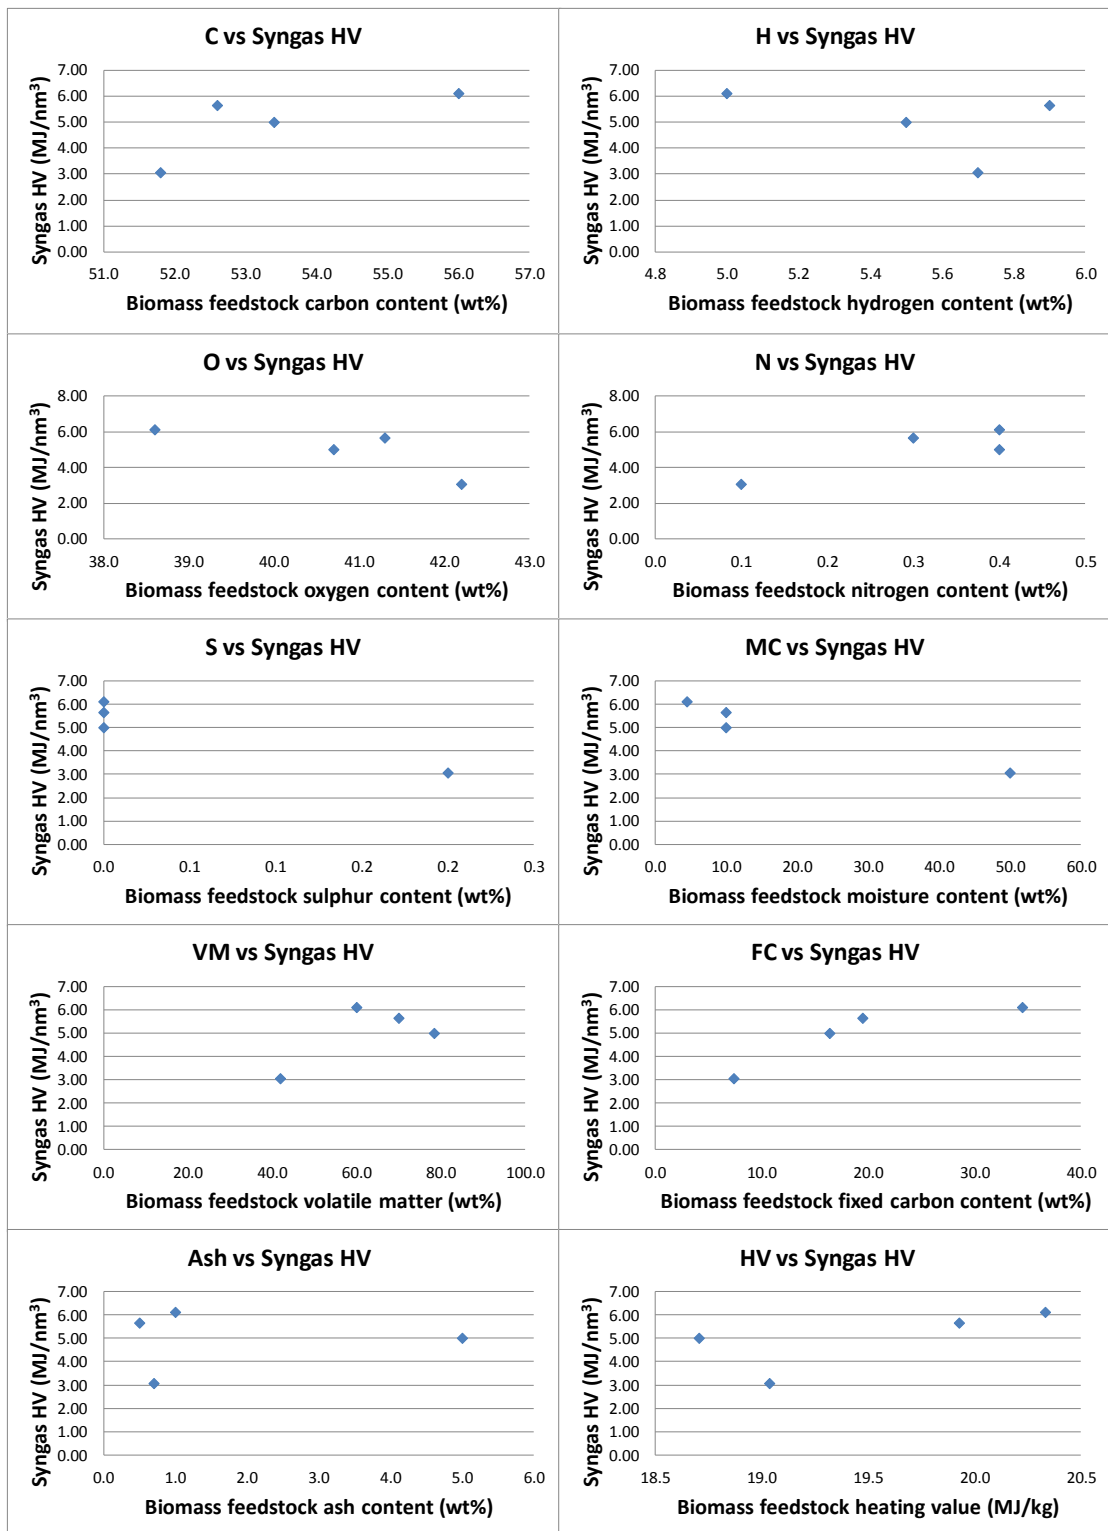 C vs Syngas HV
Syngas HV (MJ/nm³)
7.00
6.00
5.00
4.00
3.00
2.00
1.00
0.00
51.0 52.0 53.0 54.0 55.0 56.0 57.0
Biomass feedstock carbon content (wt%)
H vs Syngas HV
Syngas HV (MJ/nm³)
7.00
6.00
5.00
4.00
3.00
2.00
1.00
0.00
4.8 5.0 5.2 5.4 5.6 5.8 6.0
Biomass feedstock hydrogen content (wt%)
O vs Syngas HV
Syngas HV (MJ/nm³)
8.00
6.00
4.00
2.00
0.00
38.0 39.0 40.0 41.0 42.0 43.0
Biomass feedstock oxygen content (wt%)
N vs Syngas HV
Syngas HV (MJ/nm³)
8.00
6.00
4.00
2.00
0.00
0.0 0.1 0.2 0.3 0.4 0.5
Biomass feedstock nitrogen content (wt%)
S vs Syngas HV
Syngas HV (MJ/nm³)
7.00
6.00
5.00
4.00
3.00
2.00
1.00
0.00
0.0 0.1 0.1 0.2 0.2 0.3
Biomass feedstock sulphur content (wt%)
MC vs Syngas HV
Syngas HV (MJ/nm³)
7.00
6.00
5.00
4.00
3.00
2.00
1.00
0.00
0.0 10.0 20.0 30.0 40.0 50.0 60.0
Biomass feedstock moisture content (wt%)
VM vs Syngas HV
Syngas HV (MJ/nm³)
7.00
6.00
5.00
4.00
3.00
2.00
1.00
0.00
0.0 20.0 40.0 60.0 80.0 100.0
Biomass feedstock volatile matter (wt%)
FC vs Syngas HV
Syngas HV (MJ/nm³)
7.00
6.00
5.00
4.00
3.00
2.00
1.00
0.00
0.0 10.0 20.0 30.0 40.0
Biomass feedstock fixed carbon content (wt%)
Ash vs Syngas HV
Syngas HV (MJ/nm³)
7.00
6.00
5.00
4.00
3.00
2.00
1.00
0.00
0.0 1.0 2.0 3.0 4.0 5.0 6.0
Biomass feedstock ash content (wt%)
HV vs Syngas HV
Syngas HV (MJ/nm³)
7.00
6.00
5.00
4.00
3.00
2.00
1.00
0.00
18.5 19.0 19.5 20.0 20.5
Biomass feedstock heating value (MJ/kg)